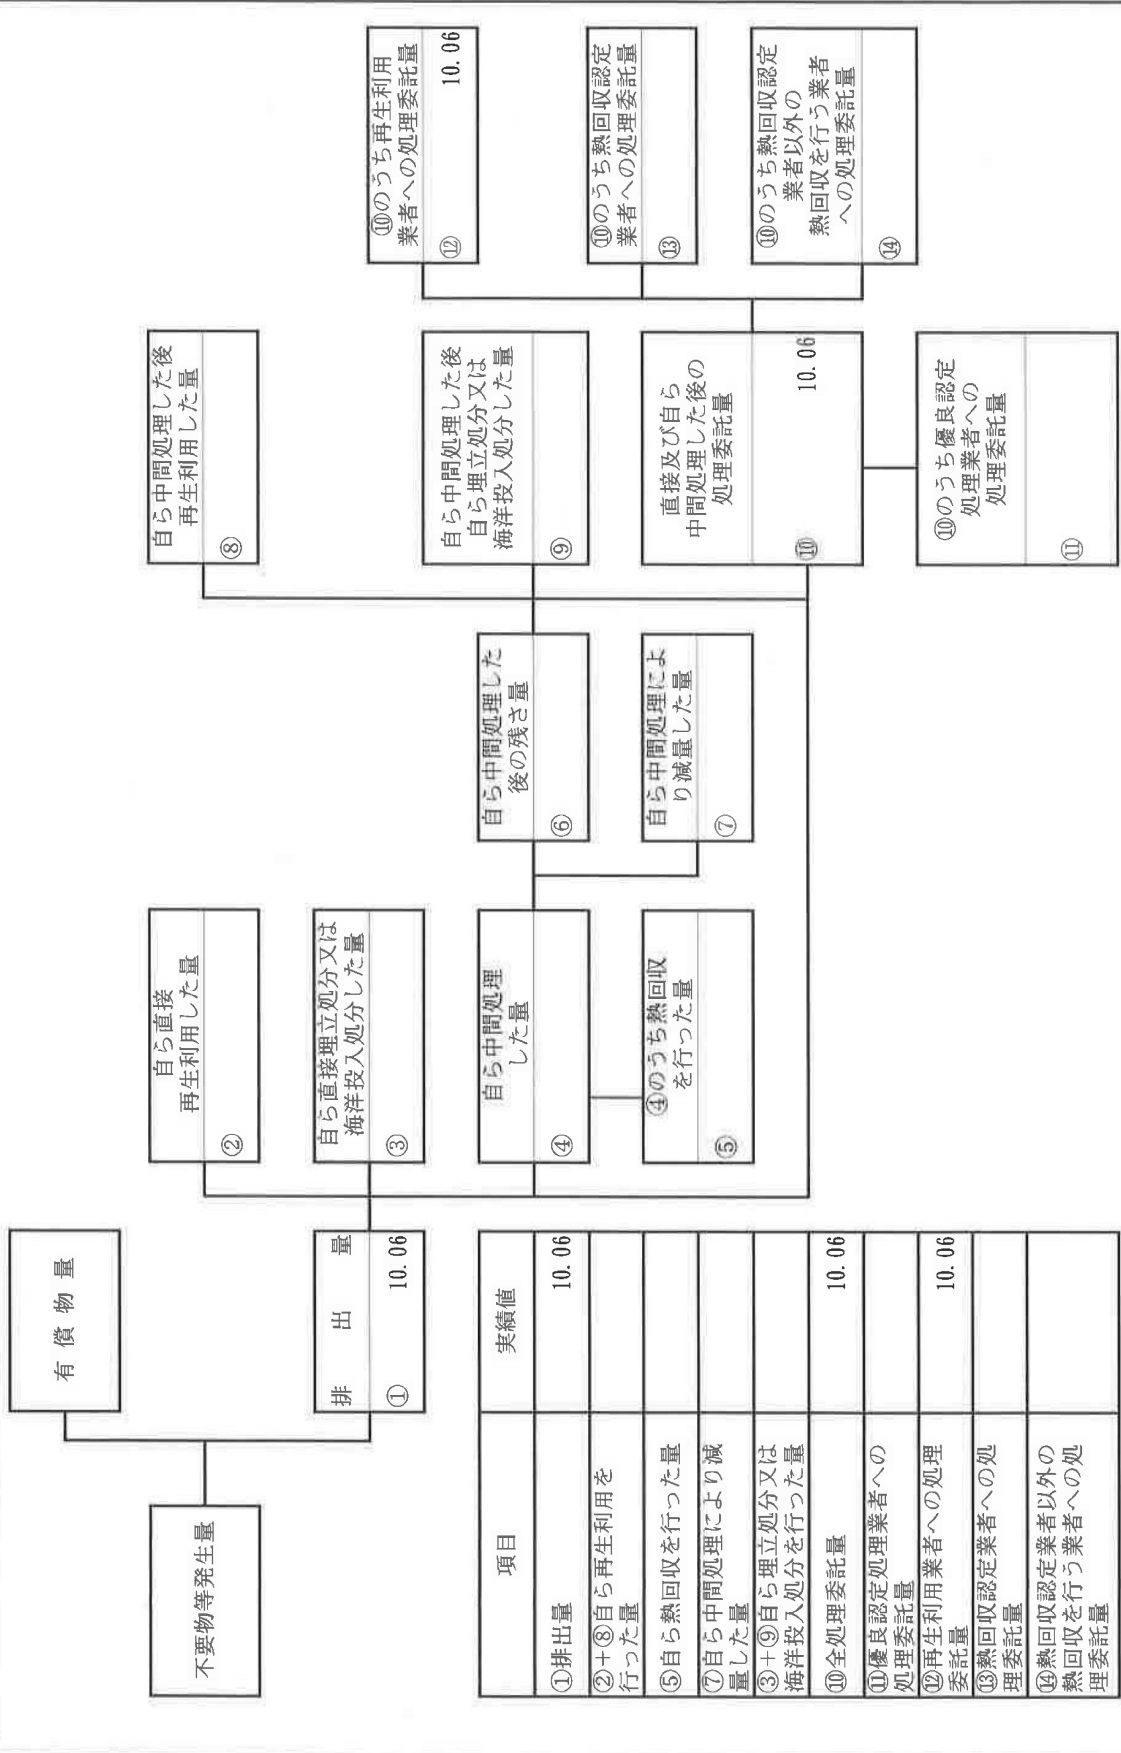 有償物量
不要物等発生量
排出量
① 10.06
自ら直接
再生利用した量
②
自ら直接埋立処分又は
海洋投入処分した量
③
自ら中間処理
した量
④
④のうち熱回収
を行った量
⑤
自ら中間処理した
後の残さ量
⑥
自ら中間処理によ
り減量した量
⑦
自ら中間処理した後
再生利用した量
⑧
自ら中間処理した後
自ら埋立処分又は
海洋投入処分した量
⑨
直接及び自ら
中間処理した後の
処理委託量
⑩ 10.06
⑩のうち優良認定
処理業者への
処理委託量
⑪
⑩のうち再生利用
業者への処理委託量
⑫ 10.06
⑩のうち熱回収認定
業者への処理委託量
⑬
⑩のうち熱回収認定
業者以外の
熱回収を行う業者
への処理委託量
⑭
項目 実績値
①排出量 10.06
②+⑧自ら再生利用を
行った量
⑤自ら熱回収を行った量
⑦自ら中間処理により減
量した量
③+⑨自ら埋立処分又は
海洋投入処分を行った量
⑩全処理委託量 10.06
⑪優良認定処理業者への
処理委託量
⑫再生利用業者への処理
委託量 10.06
⑬熱回収認定業者への処
理委託量
⑭熱回収認定業者以外の
熱回収を行う業者への処
理委託量